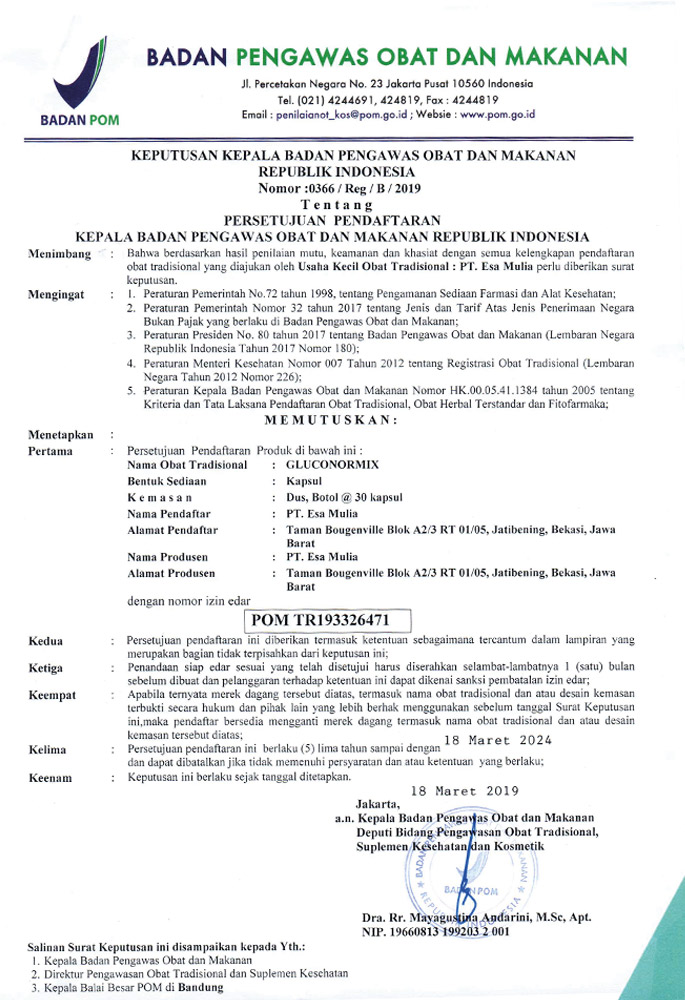 BADAN PENGAWAS OBAT DAN MAKANAN
Jl. Percetakan Negara No. 23 Jakarta Pusat 10560 Indonesia
Tel. (021) 4244691, 424819, Fax : 4244819
Email : penilaianot_kos@pom.go.id ; Websie : www.pom.go.id
BADAN POM
KEPUTUSAN KEPALA BADAN PENGAWAS OBAT DAN MAKANAN
REPUBLIK INDONESIA
Nomor :0366 / Reg / B / 2019
T e n t a n g
PERSETUJUAN PENDAFTARAN
KEPALA BADAN PENGAWAS OBAT DAN MAKANAN REPUBLIK INDONESIA
Menimbang : Bahwa berdasarkan hasil penilaian mutu, keamanan dan khasiat dengan semua kelengkapan pendaftaran
obat tradisional yang diajukan oleh Usaha Kecil Obat Tradisional : PT. Esa Mulia perlu diberikan surat
keputusan.
Mengingat : 1. Peraturan Pemerintah No.72 tahun 1998, tentang Pengamanan Sediaan Farmasi dan Alat Kesehatan;
2. Peraturan Pemerintah Nomor 32 tahun 2017 tentang Jenis dan Tarif Atas Jenis Penerimaan Negara
Bukan Pajak yang berlaku di Badan Pengawas Obat dan Makanan;
3. Peraturan Presiden No. 80 tahun 2017 tentang Badan Pengawas Obat dan Makanan (Lembaran Negara
Republik Indonesia Tahun 2017 Nomor 180);
4. Peraturan Menteri Kesehatan Nomor 007 Tahun 2012 tentang Registrasi Obat Tradisional (Lembaran
Negara Tahun 2012 Nomor 226);
5. Peraturan Kepala Badan Pengawas Obat dan Makanan Nomor HK.00.05.41.1384 tahun 2005 tentang
Kriteria dan Tata Laksana Pendaftaran Obat Tradisional, Obat Herbal Terstandar dan Fitofarmaka;
M E M U T U S K A N :
Menetapkan :
Pertama : Persetujuan Pendaftaran Produk di bawah ini :
Nama Obat Tradisional : GLUCONORMIX
Bentuk Sediaan : Kapsul
K e m a s a n : Dus, Botol @ 30 kapsul
Nama Pendaftar : PT. Esa Mulia
Alamat Pendaftar : Taman Bougenville Blok A2/3 RT 01/05, Jatibening, Bekasi, Jawa
Barat
Nama Produsen : PT. Esa Mulia
Alamat Produsen : Taman Bougenville Blok A2/3 RT 01/05, Jatibening, Bekasi, Jawa
Barat
dengan nomor izin edar
POM TR193326471
Kedua : Persetujuan pendaftaran ini diberikan termasuk ketentuan sebagaimana tercantum dalam lampiran yang
merupakan bagian tidak terpisahkan dari keputusan ini;
Ketiga : Penandaan siap edar sesuai yang telah disetujui harus diserahkan selambat-lambatnya 1 (satu) bulan
sebelum dibuat dan pelanggaran terhadap ketentuan ini dapat dikenai sanksi pembatalan izin edar;
Keempat : Apabila ternyata merek dagang tersebut diatas, termasuk nama obat tradisional dan atau desain kemasan
terbukti secara hukum dan pihak lain yang lebih berhak menggunakan sebelum tanggal Surat Keputusan
ini,maka pendaftar bersedia mengganti merek dagang termasuk nama obat tradisional dan atau desain
kemasan tersebut diatas;
Kelima : Persetujuan pendaftaran ini berlaku (5) lima tahun sampai dengan 18 Maret 2024
dan dapat dibatalkan jika tidak memenuhi persyaratan dan atau ketentuan yang berlaku;
Keenam : Keputusan ini berlaku sejak tanggal ditetapkan.
18 Maret 2019
Jakarta,
a.n. Kepala Badan Pengawas Obat dan Makanan
Deputi Bidang Pengawasan Obat Tradisional,
Suplemen Kesehatan dan Kosmetik
BADAN POM
REPUBLIK INDONESIA
Dra. Rr. Mayagustina Andarini, M.Sc, Apt.
NIP. 19660813 199203 2 001
Salinan Surat Keputusan ini disampaikan kepada Yth.:
1. Kepala Badan Pengawas Obat dan Makanan
2. Direktur Pengawasan Obat Tradisional dan Suplemen Kesehatan
3. Kepala Balai Besar POM di Bandung